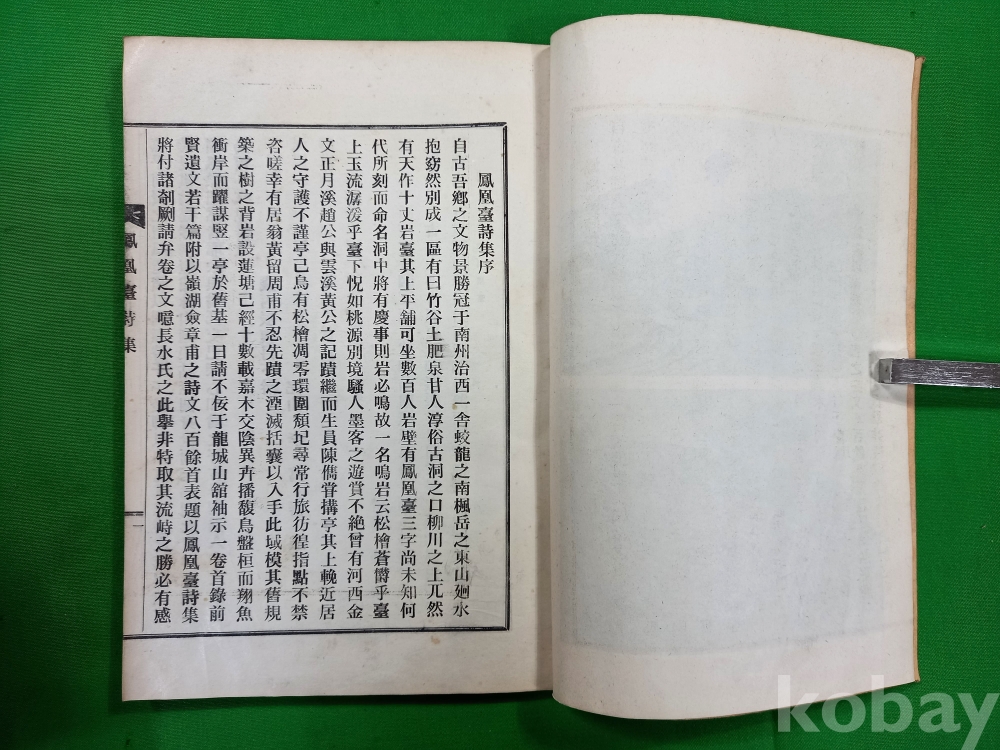 鳳凰臺詩集序
自古吾鄕之文物景勝冠于南州治西一舍蛟龍之南楓岳之東山廻水
抱窈然別成一區有曰竹谷土肥泉甘人淳俗古洞之口柳川之上兀然
有天作十丈岩臺其上平舖可坐數百人岩壁有鳳凰臺三字尚未知何
代所刻而命名洞中將有慶事則岩必鳴故一名鳴岩云松檜蒼欝乎臺
上玉流潺湲乎臺下怳如桃源別境騷人墨客之遊賞不絶曾有河西金
文正月溪趙公與雲溪黃公之記蹟繼而生員陳儁甞搆亭其上輓近居
人之守護不謹亭己烏有松檜凋零環圍頹圮尋常行旅彷徨指點不禁
咨嗟幸有居翁黃留周甫不忍先蹟之湮滅括囊以入手此域模其舊規
築之樹之背岩設蓮塘己經十數載嘉木交陰異卉播馥鳥盤桓而翔魚
衝岸而躍謀竪一亭於舊基一日請不佞于龍城山舘袖示一卷首錄前
賢遺文若干篇附以嶺湖僉章甫之詩文八百餘首表題以鳳凰臺詩集
將付諸剞劂請弁卷之文噫長水氏之此擧非特取其流峙之勝必有感
鳳凰臺詩集
一
kobay